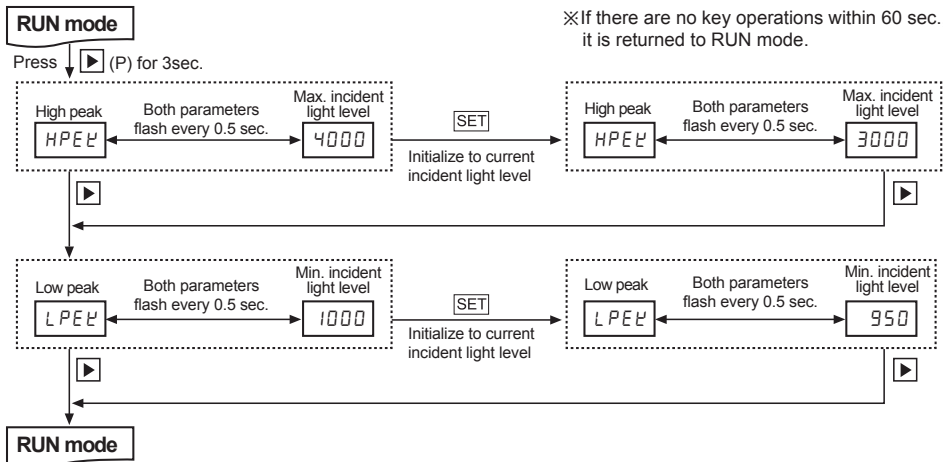 RUN mode
※If there are no key operations within 60 sec.
it is returned to RUN mode.
Press ▶ (P) for 3sec.
High peak
HPEK
Both parameters
flash every 0.5 sec.
Max. incident
light level
4000
SET
Initialize to current
incident light level
High peak
HPEK
Both parameters
flash every 0.5 sec.
Max. incident
light level
3000
▶
▶
Low peak
LPEK
Both parameters
flash every 0.5 sec.
Min. incident
light level
1000
SET
Initialize to current
incident light level
Low peak
LPEK
Both parameters
flash every 0.5 sec.
Min. incident
light level
950
▶
▶
RUN mode